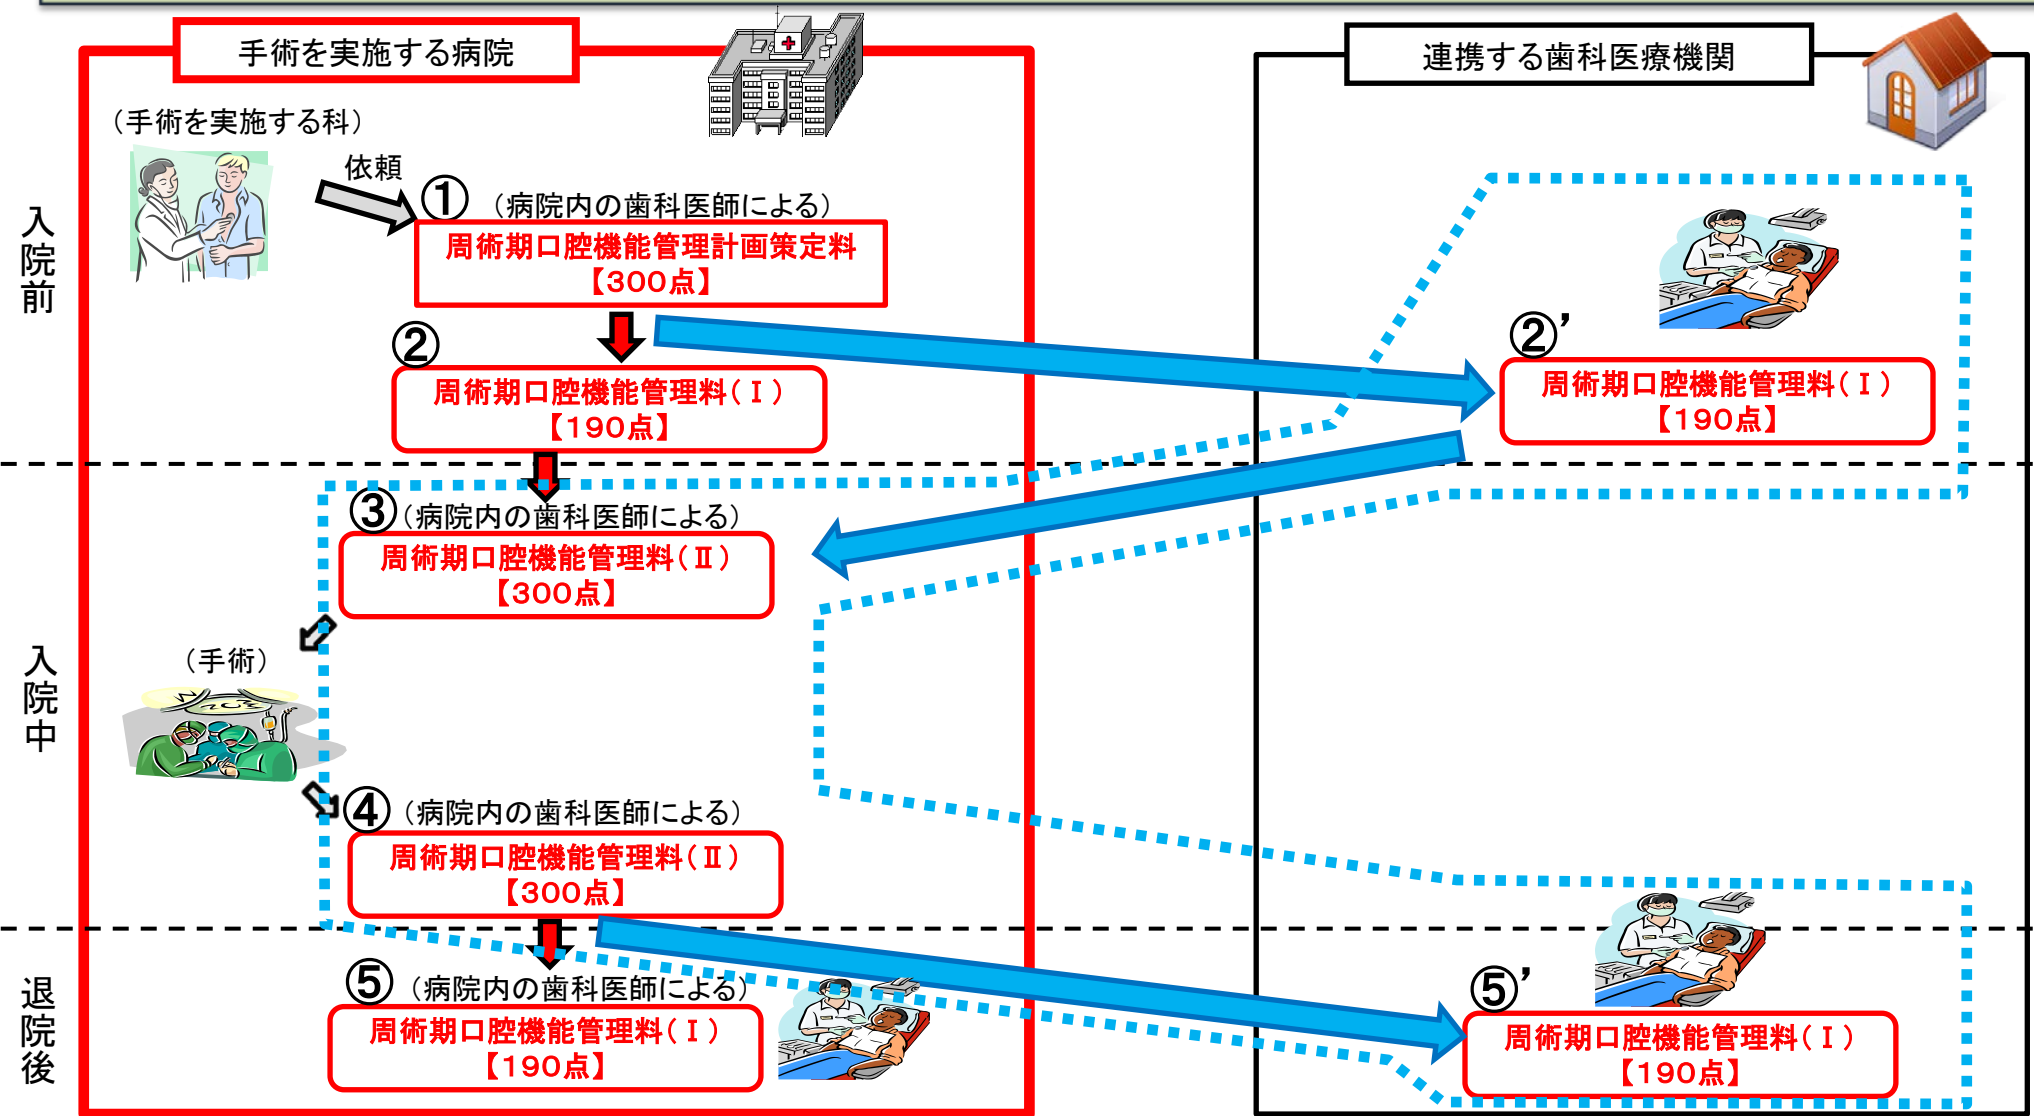 手術を実施する病院
連携する歯科医療機関
(手術を実施する科)
依頼
入院前
① (病院内の歯科医師による)
周術期口腔機能管理計画策定料
【300点】
②
周術期口腔機能管理料(Ⅰ)
【190点】
②’
周術期口腔機能管理料(Ⅰ)
【190点】
入院中
③(病院内の歯科医師による)
周術期口腔機能管理料(Ⅱ)
【300点】
(手術)
④(病院内の歯科医師による)
周術期口腔機能管理料(Ⅱ)
【300点】
退院後
⑤(病院内の歯科医師による)
周術期口腔機能管理料(Ⅰ)
【190点】
⑤’
周術期口腔機能管理料(Ⅰ)
【190点】